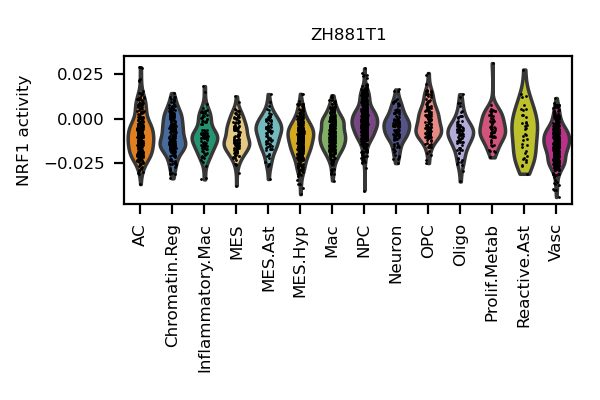 ZH881T1
NRF1 activity
0.025
0.000
−0.025
AC
Chromatin.Reg
Inflammatory.Mac
MES
MES.Ast
MES.Hyp
Mac
NPC
Neuron
OPC
Oligo
Prolif.Metab
Reactive.Ast
Vasc